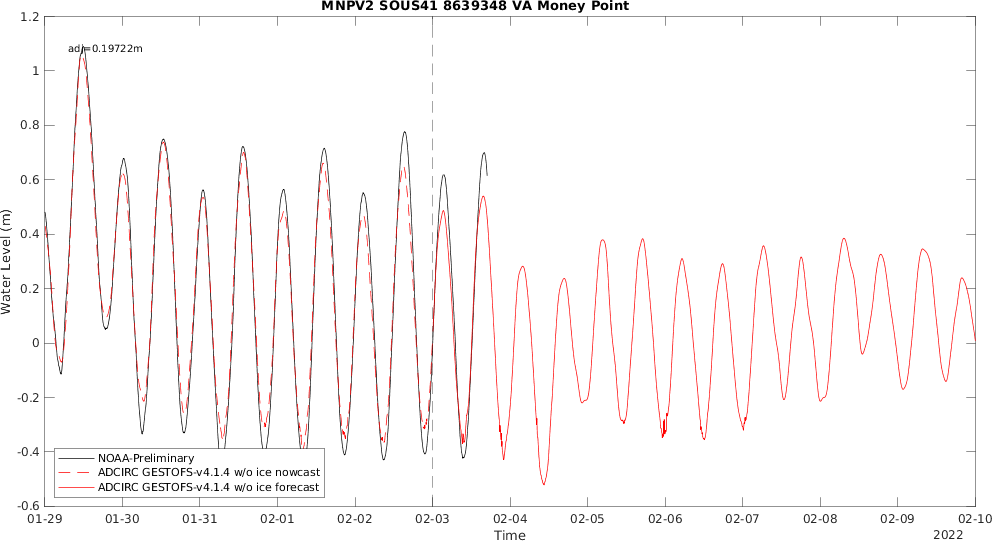 MNPV2 SOUS41 8639348 VA Money Point
adj=0.19722m
Water Level (m)
1.2
1
0.8
0.6
0.4
0.2
0
-0.2
-0.4
-0.6
NOAA-Preliminary
ADCIRC GESTOFS-v4.1.4 w/o ice nowcast
ADCIRC GESTOFS-v4.1.4 w/o ice forecast
01-29 01-30 01-31 02-01 02-02 02-03 02-04 02-05 02-06 02-07 02-08 02-09 02-10
Time
2022